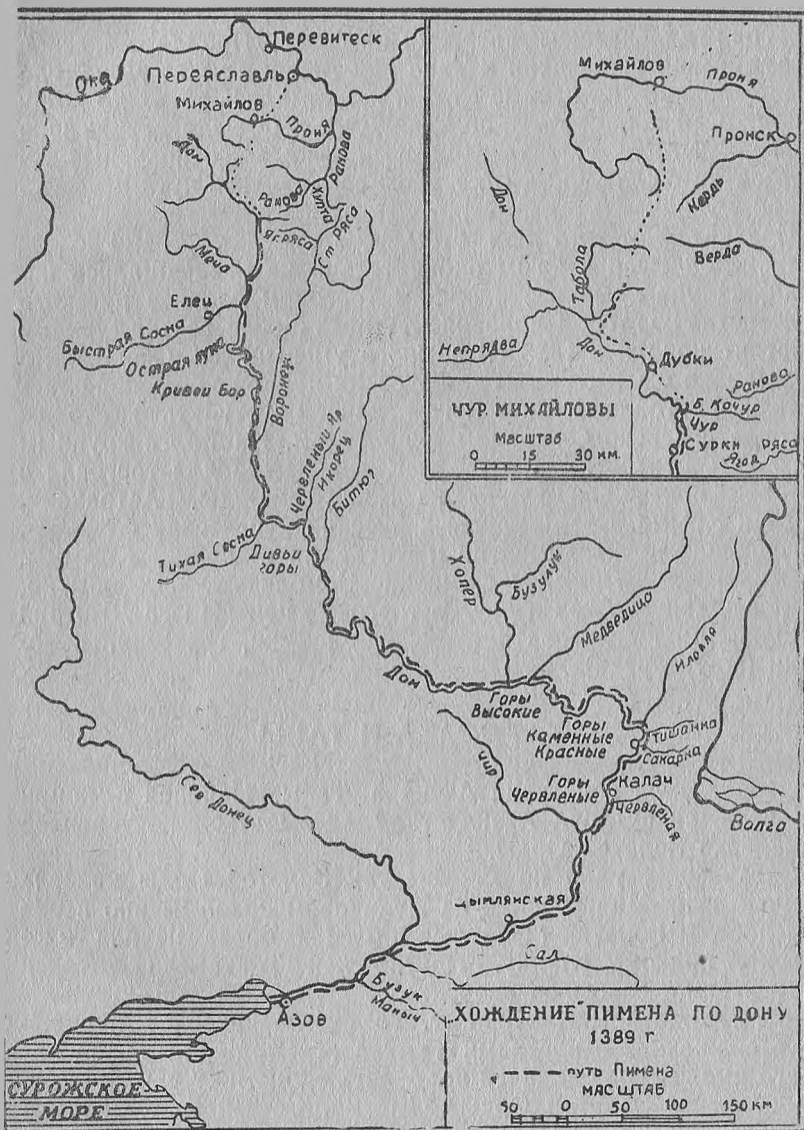 Перевитеск
Ока
Переяславль
Михайлов
Проня
Дон
Ранова
Ранова
Хупта
Яг. ряса
Ст. ряса
Меча
Елец
Быстрая Сосна
Острая лука
Кривеи Бор
Воронеж
Червленый Яр
Икорец
Битюг
Тихая Сосна
Дивьи
горы
Михайлов
Проня
Пронск
Кердь
Дон
Верда
Табола
Непрядва
Дон
Дубки
Ранова
Б. Кочур
Чур
Сурки
Ягод. ряса
ЧУР. МИХАЙЛОВЫ
Масштаб
0 15 30 км.
Хопер
Бузулук
Медведица
Иловля
Дон
Горы
Высокие
Горы
Каменные
Красные
Тишанка
Сакарка
Чир
Горы
Червленые
Калач
Червленая
Волга
Сев Донец
Цымлянская
Сал
Бузук
Маныч
Азов
СУРОЖСКОЕ
МОРЕ
„ХОЖДЕНИЕ" ПИМЕНА ПО ДОНУ
1389 г
путь Пимена
МАСШТАБ
50 0 50 100 150 КМ